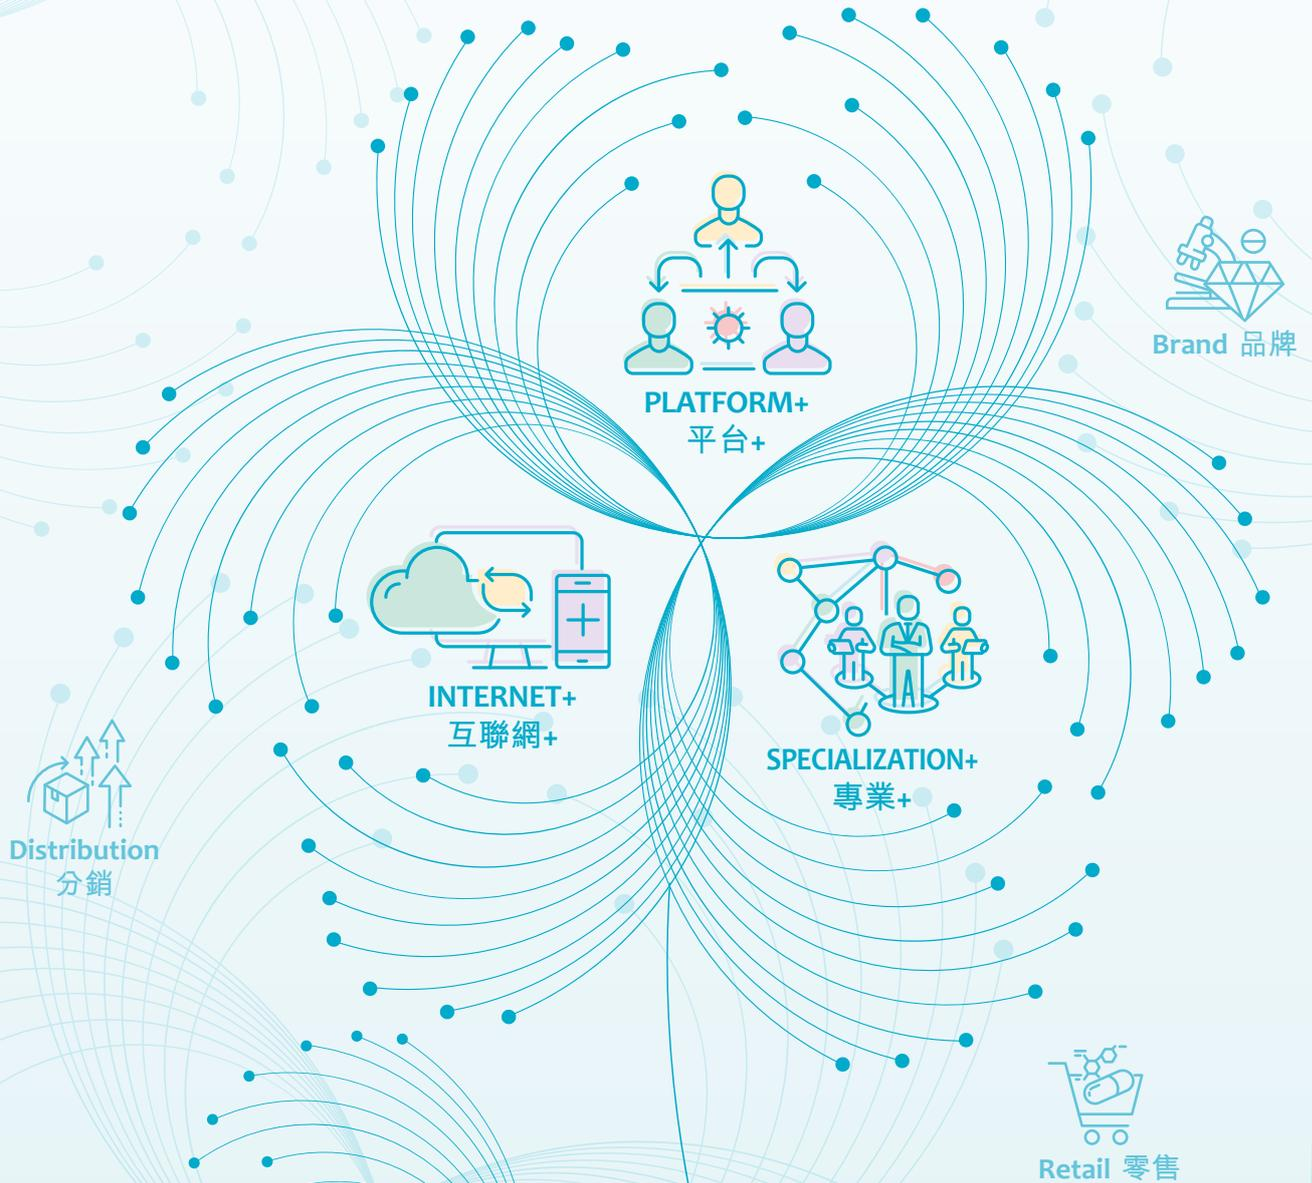 Brand 品牌
PLATFORM+
平台+
INTERNET+
互聯網+
SPECIALIZATION+
專業+
Distribution
分銷
Retail 零售